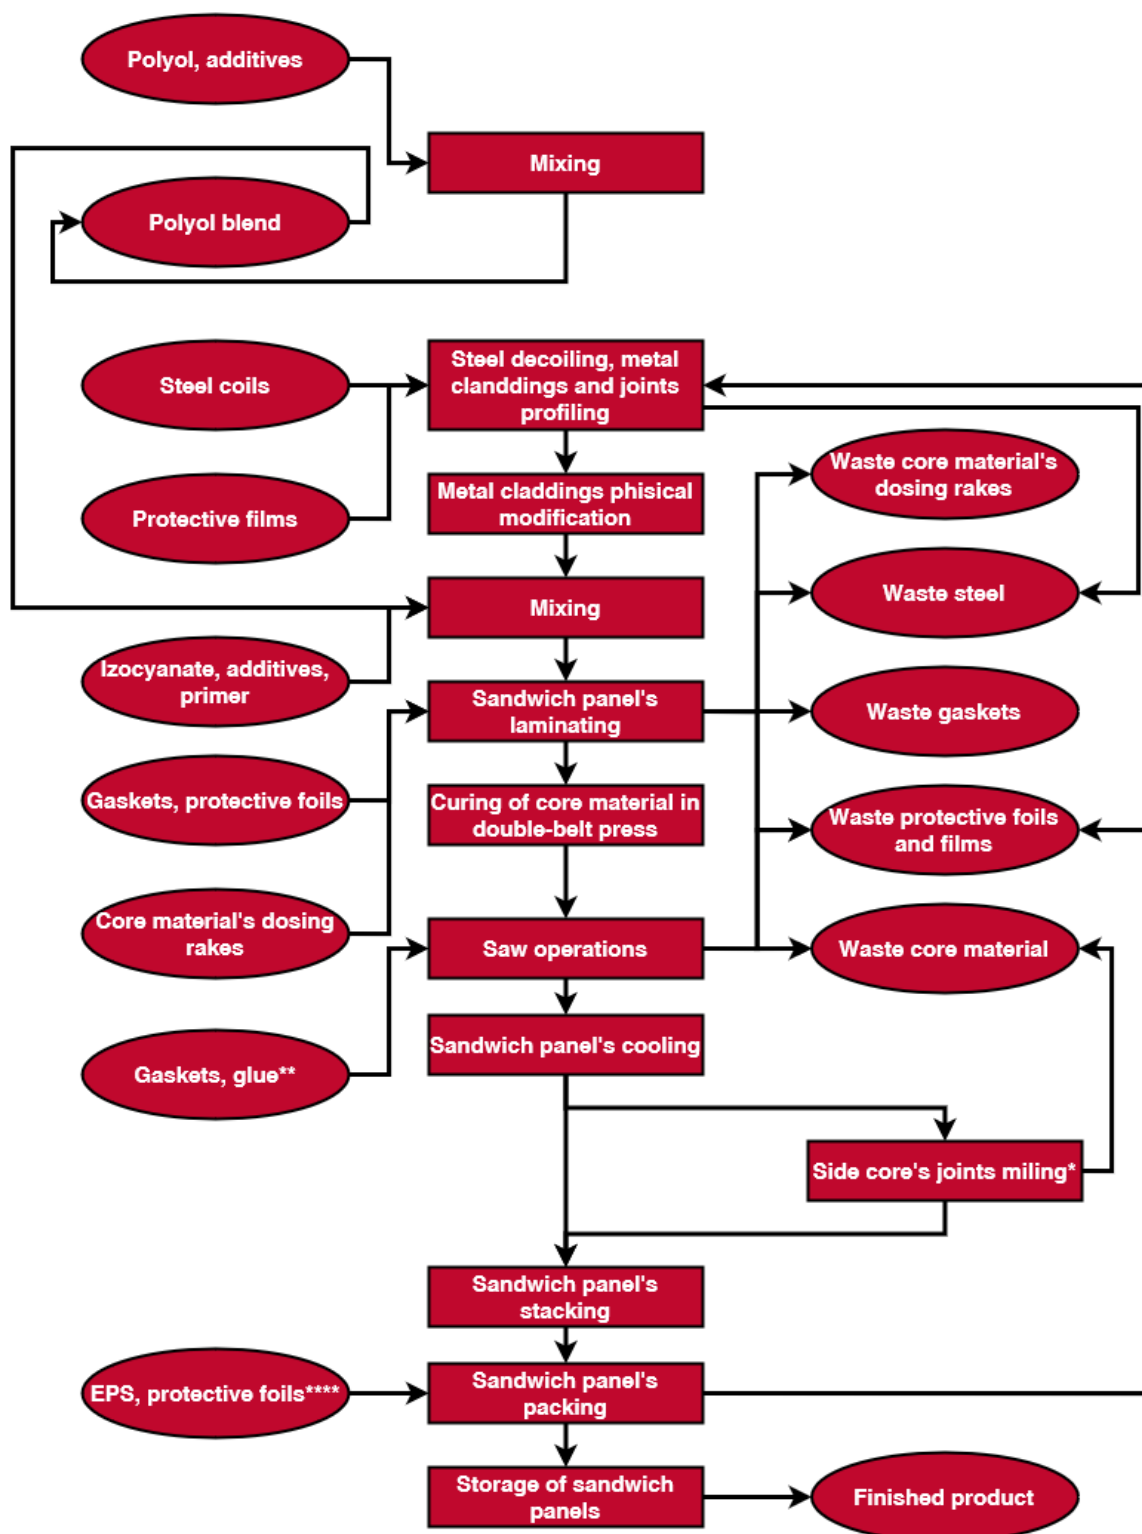 Polyol, additives
Mixing
Polyol blend
Steel coils
Steel decoiling, metal
clanddings and joints
profiling
Protective films
Metal claddings phisical
modification
Waste core material's
dosing rakes
Mixing
Waste steel
Izocyanate, additives,
primer
Sandwich panel's
laminating
Waste gaskets
Gaskets, protective foils
Curing of core material in
double-belt press
Waste protective foils
and films
Core material's dosing
rakes
Saw operations
Waste core material
Gaskets, glue**
Sandwich panel's cooling
Side core's joints miling*
Sandwich panel's
stacking
EPS, protective foils****
Sandwich panel's
packing
Storage of sandwich
panels
Finished product